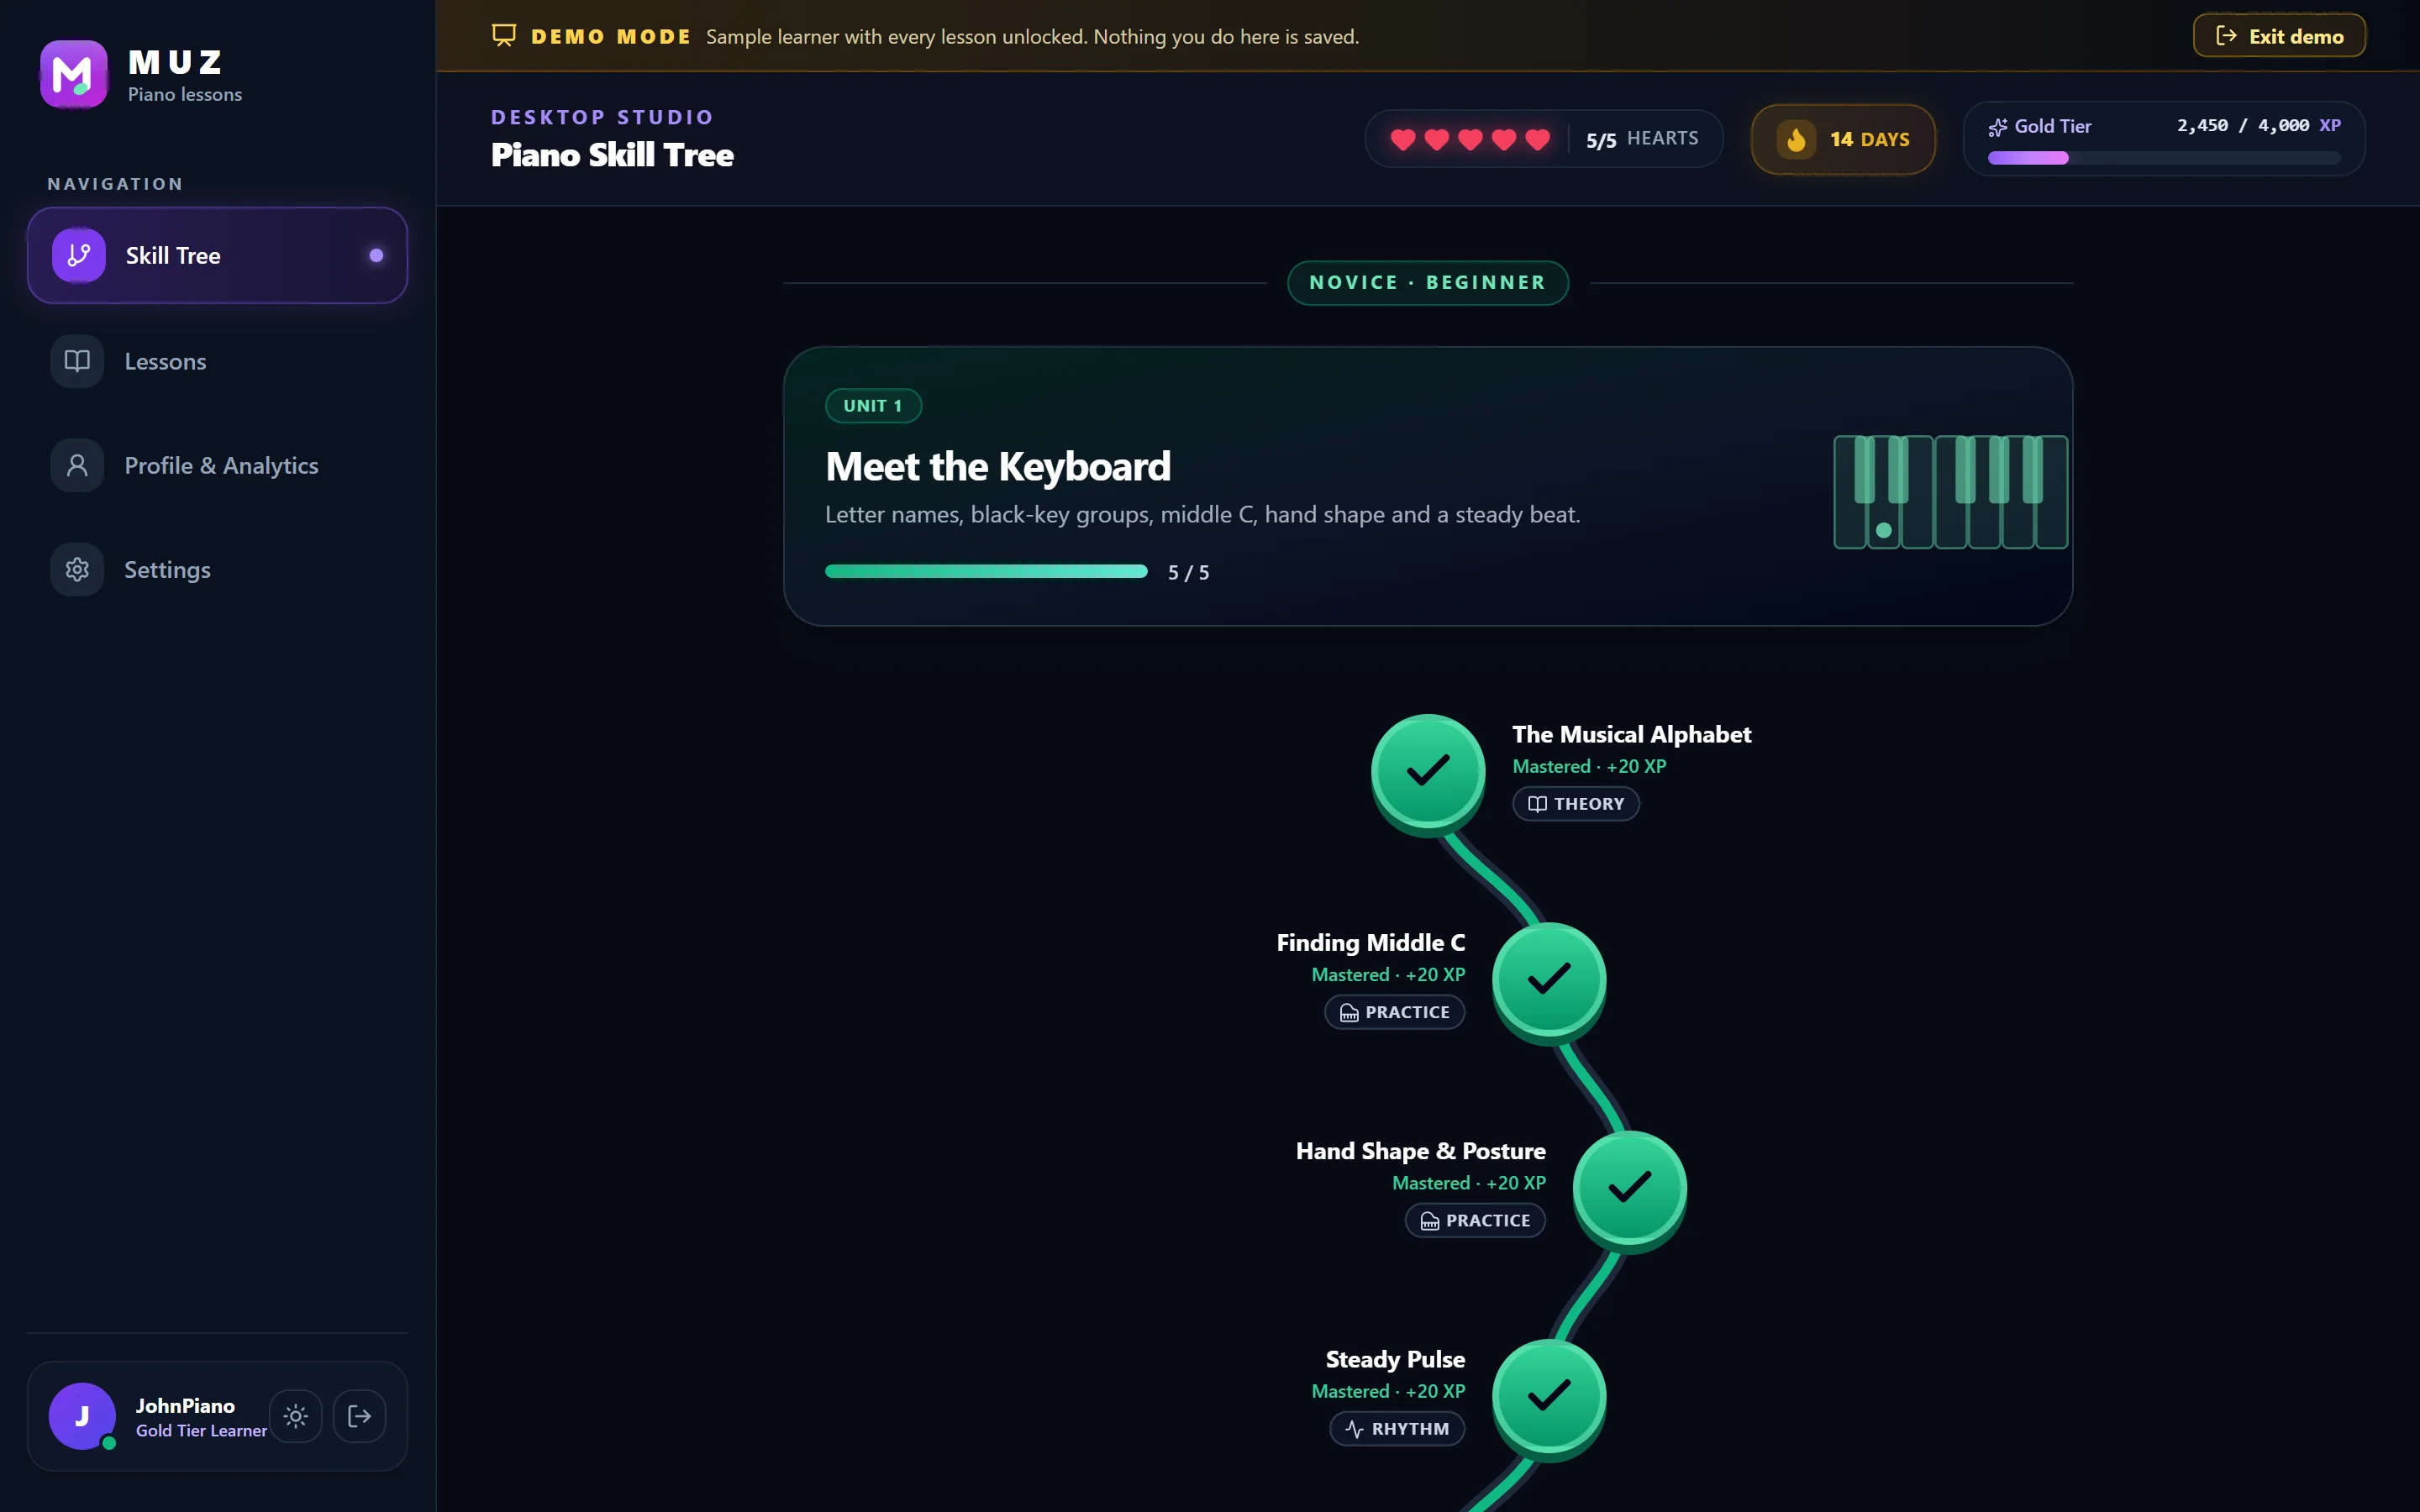 MUZ
Piano lessons
NAVIGATION
Skill Tree
Lessons
Profile & Analytics
Settings
J
JohnPiano
Gold Tier Learner
DEMO MODE Sample learner with every lesson unlocked. Nothing you do here is saved.
Exit demo
DESKTOP STUDIO
Piano Skill Tree
5/5 HEARTS
14 DAYS
Gold Tier
2,450 / 4,000 XP
NOVICE · BEGINNER
UNIT 1
Meet the Keyboard
Letter names, black-key groups, middle C, hand shape and a steady beat.
5 / 5
The Musical Alphabet
Mastered · +20 XP
THEORY
Finding Middle C
Mastered · +20 XP
PRACTICE
Hand Shape & Posture
Mastered · +20 XP
PRACTICE
Steady Pulse
Mastered · +20 XP
RHYTHM